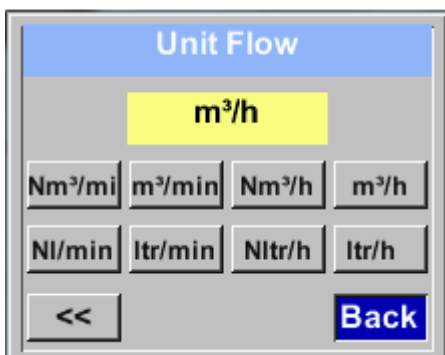 Unit Flow
m³/h
Nm³/mi m³/min Nm³/h m³/h
Nl/min ltr/min Nltr/h ltr/h
<< Back